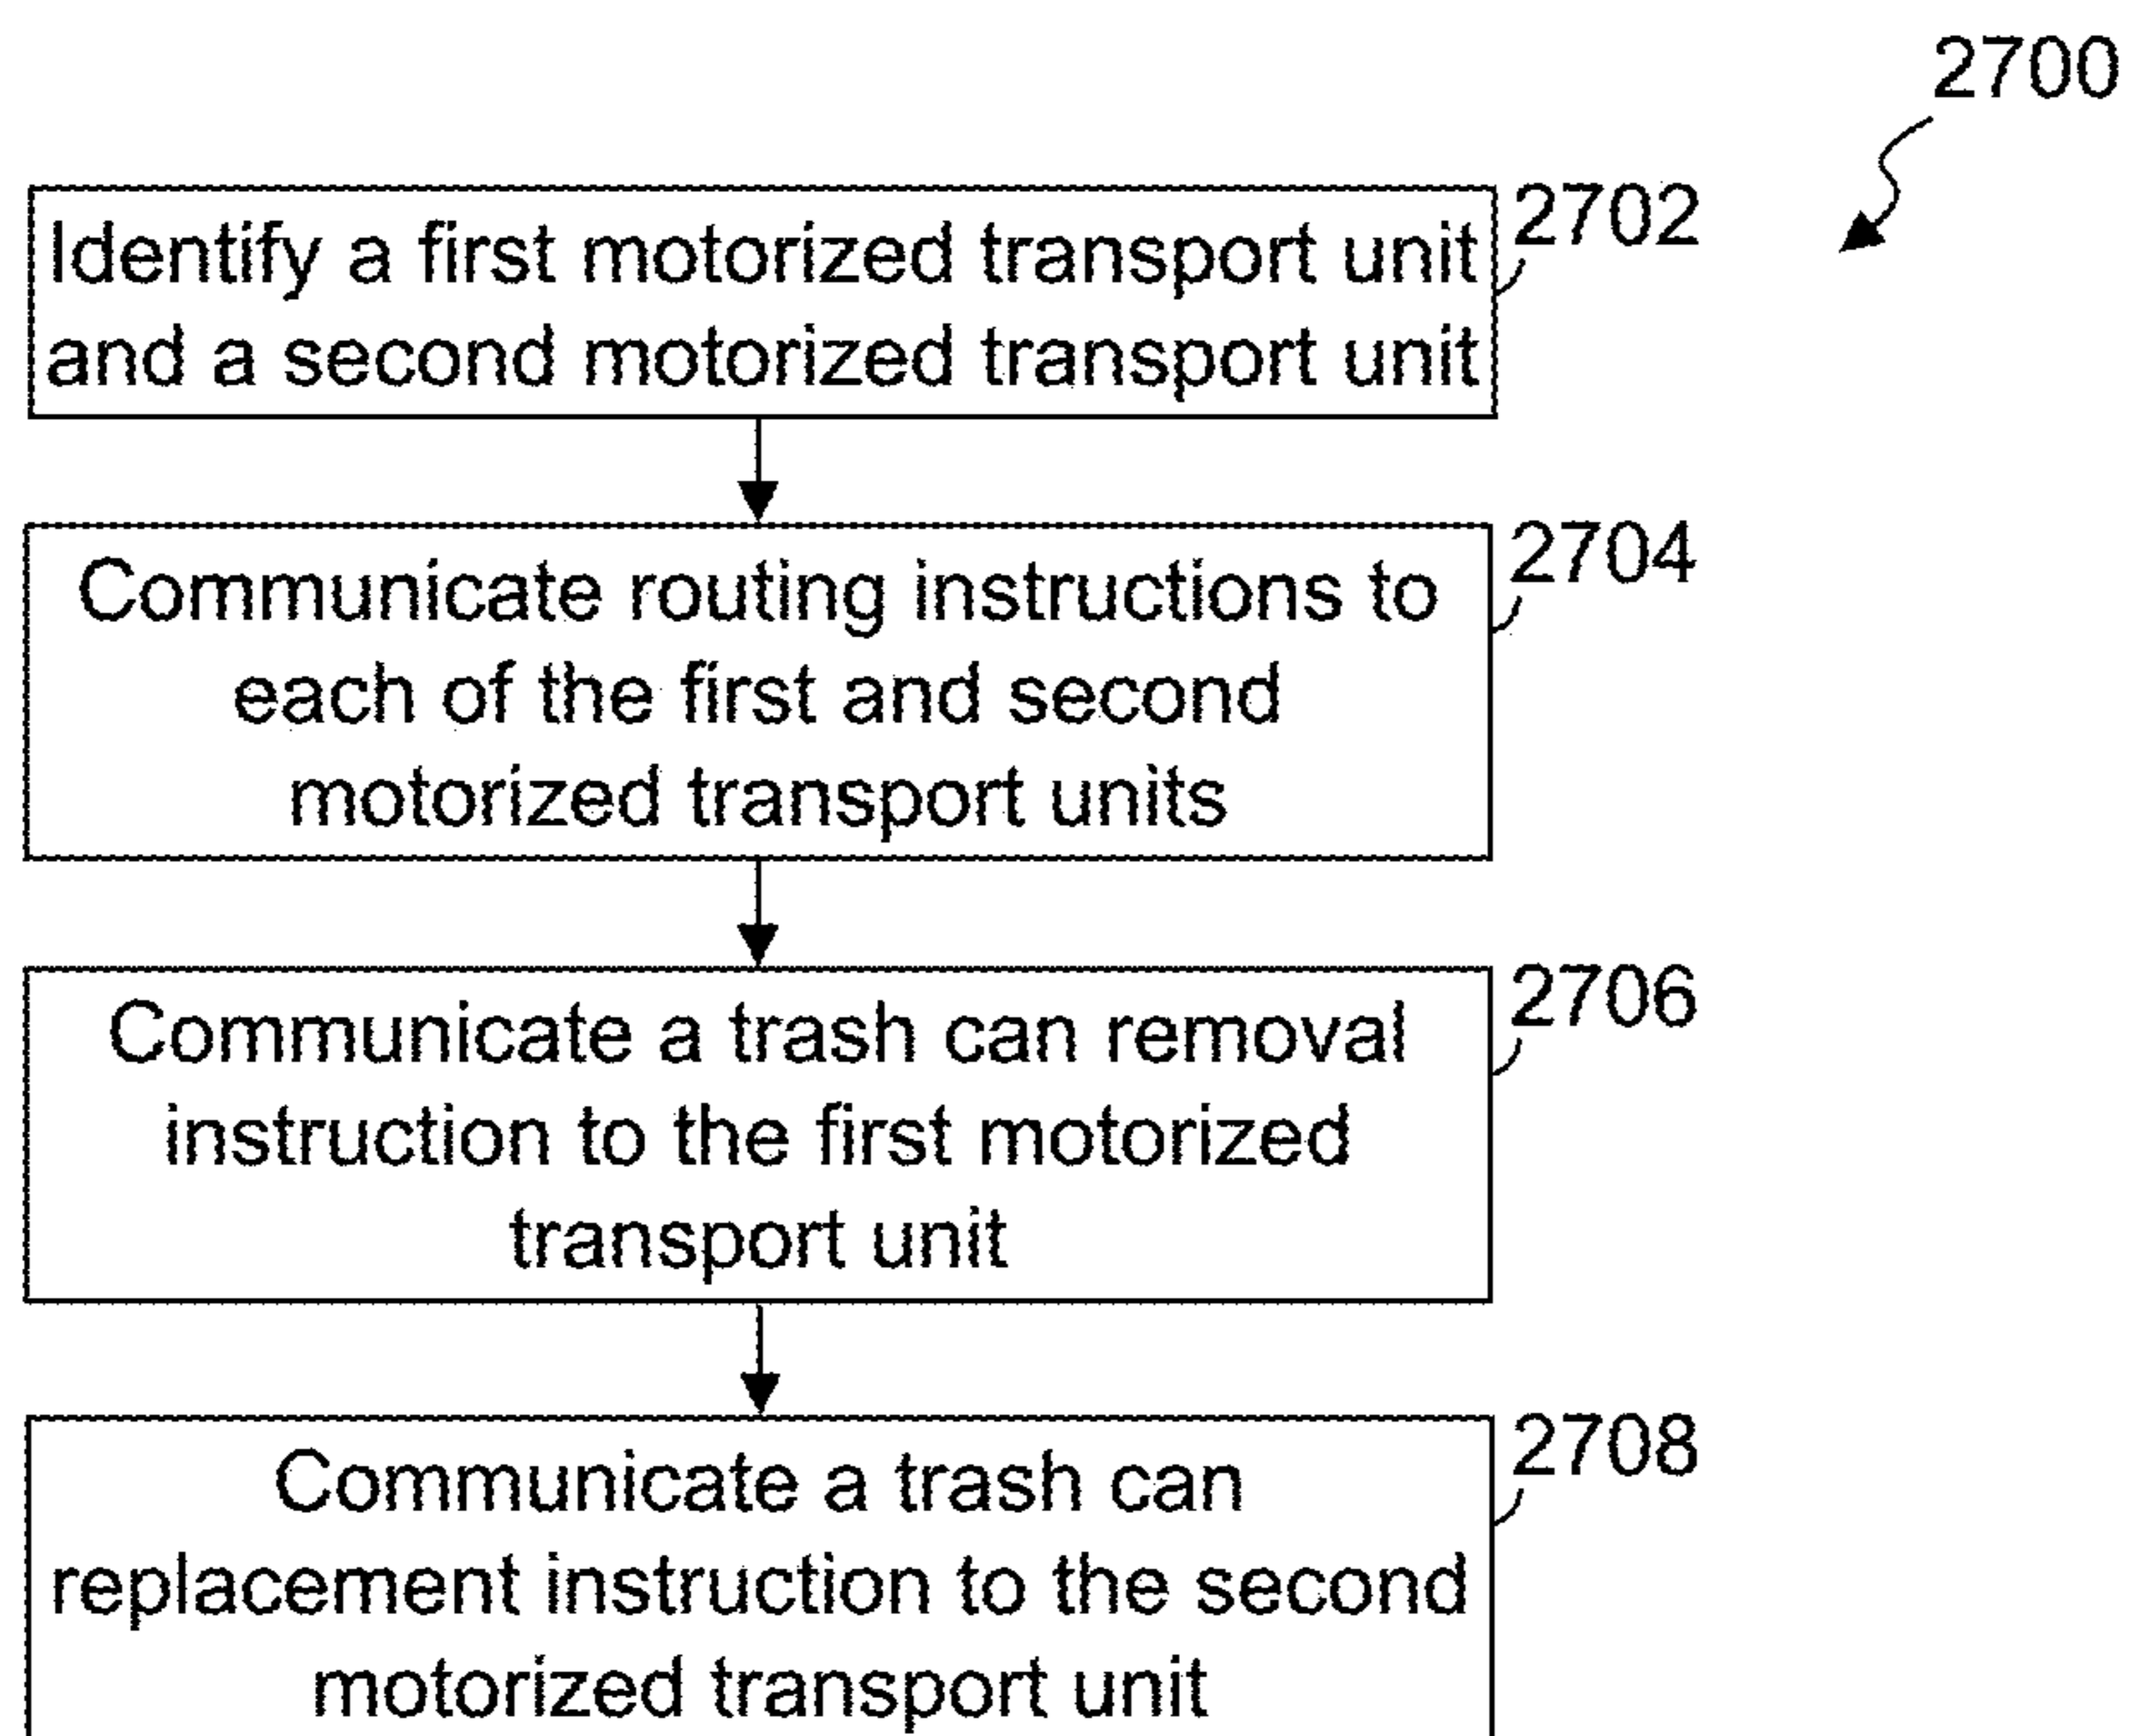 2700
2702
Identify a first motorized transport unit
and a second motorized transport unit
2704
Communicate routing instructions to
each of the first and second
motorized transport units
2706
Communicate a trash can removal
instruction to the first motorized
transport unit
2708
Communicate a trash can
replacement instruction to the second
motorized transport unit